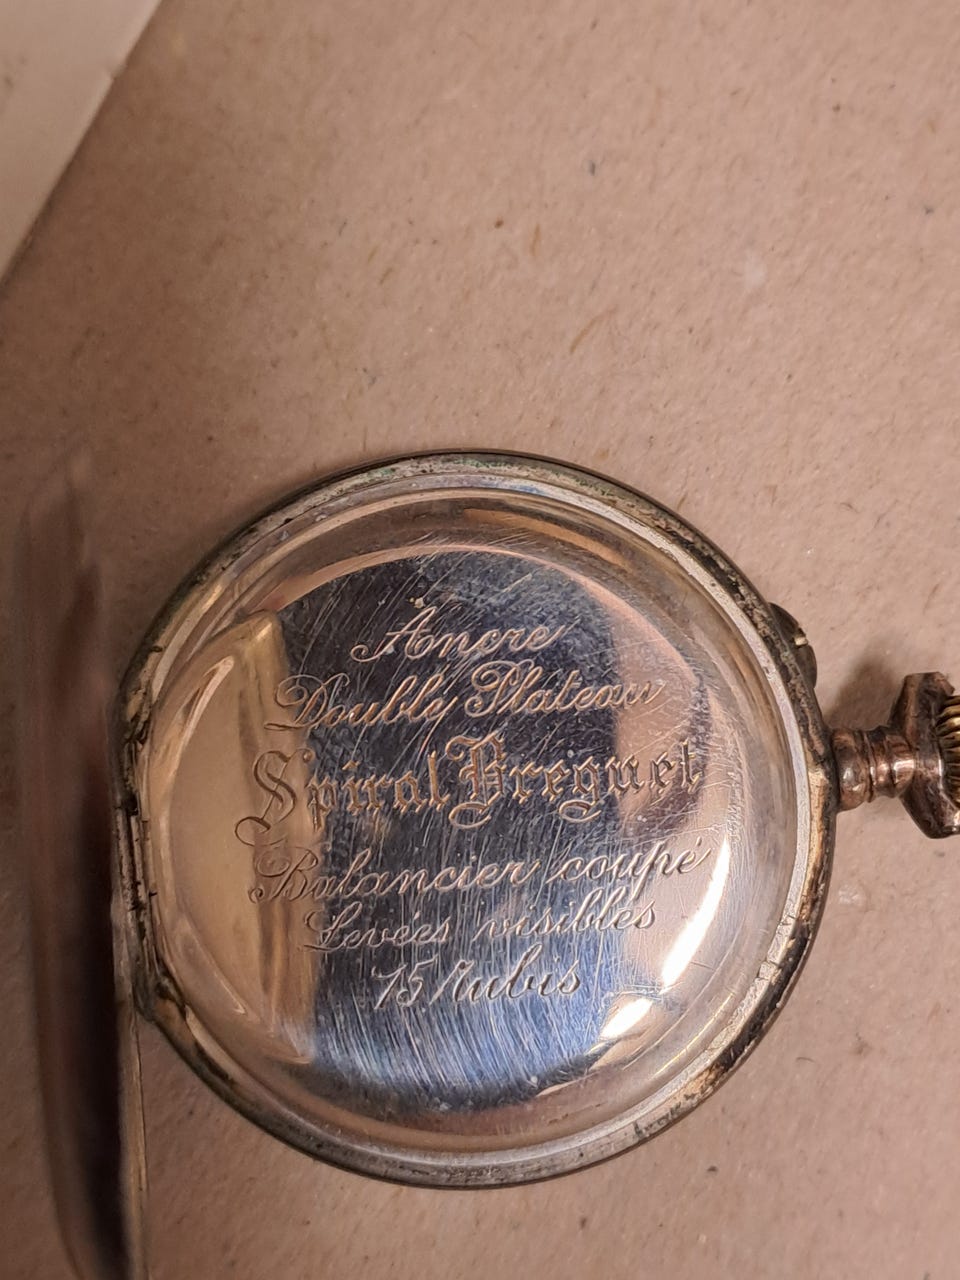 Ancre
Double Plateau
Spiral Breguet
Balancier coupé
Levées visibles
15 rubis